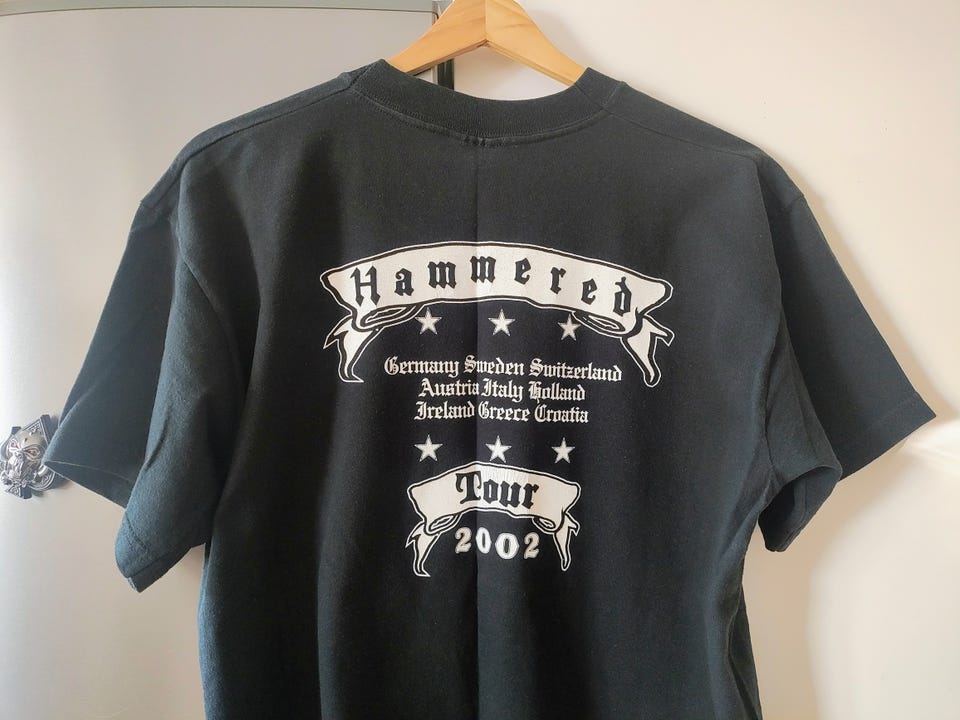 Hammered
Germany Sweden Switzerland
Austria Italy Holland
Ireland Greece Croatia
Tour
2002